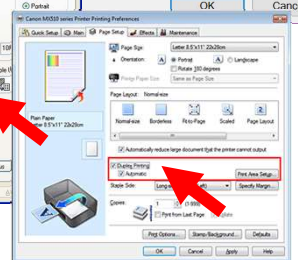 Portrait
OK
Canc
10F
Canon MX510 series Printer Printing Preferences
Quick Setup Main Page Setup Effects Maintenance
Page Size: Letter 8.5"x11" 22x28cm
Orientation: Portrait Landscape
Rotate 180 degrees
Printer Paper Size: Same as Page Size
Page Layout: Normal-size
Normal-size Borderless Fit-to-Page Scaled Page Layout
Plain Paper
Letter 8.5"x11" 22x28cm
Automatically reduce large document that the printer cannot output
Duplex Printing
Automatic
Print Area Setup...
Staple Side: Specify Margin...
Copies: 1
Print from Last Page
Print Options... Stamp/Background... Defaults
OK Cancel Apply Help